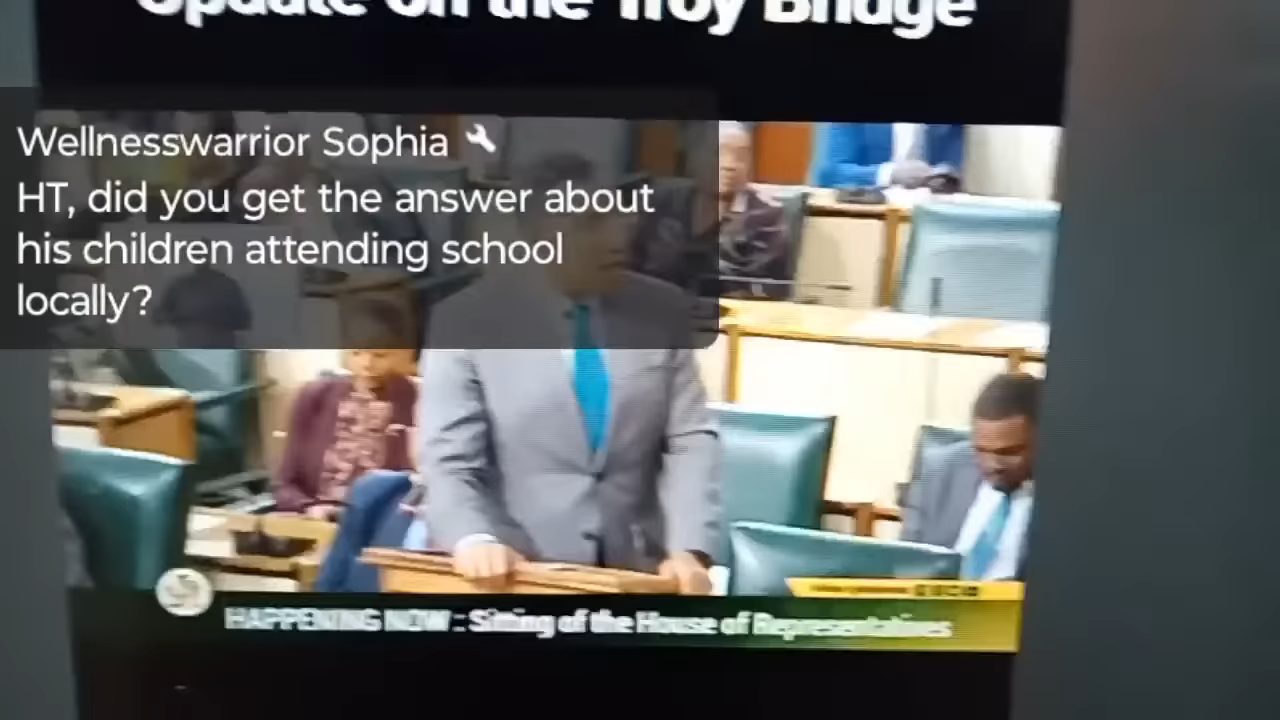 Update on the Troy Bridge
Wellnesswarrior Sophia
HT, did you get the answer about
his children attending school
locally?
HAPPENING NOW : Sitting of the House of Representatives